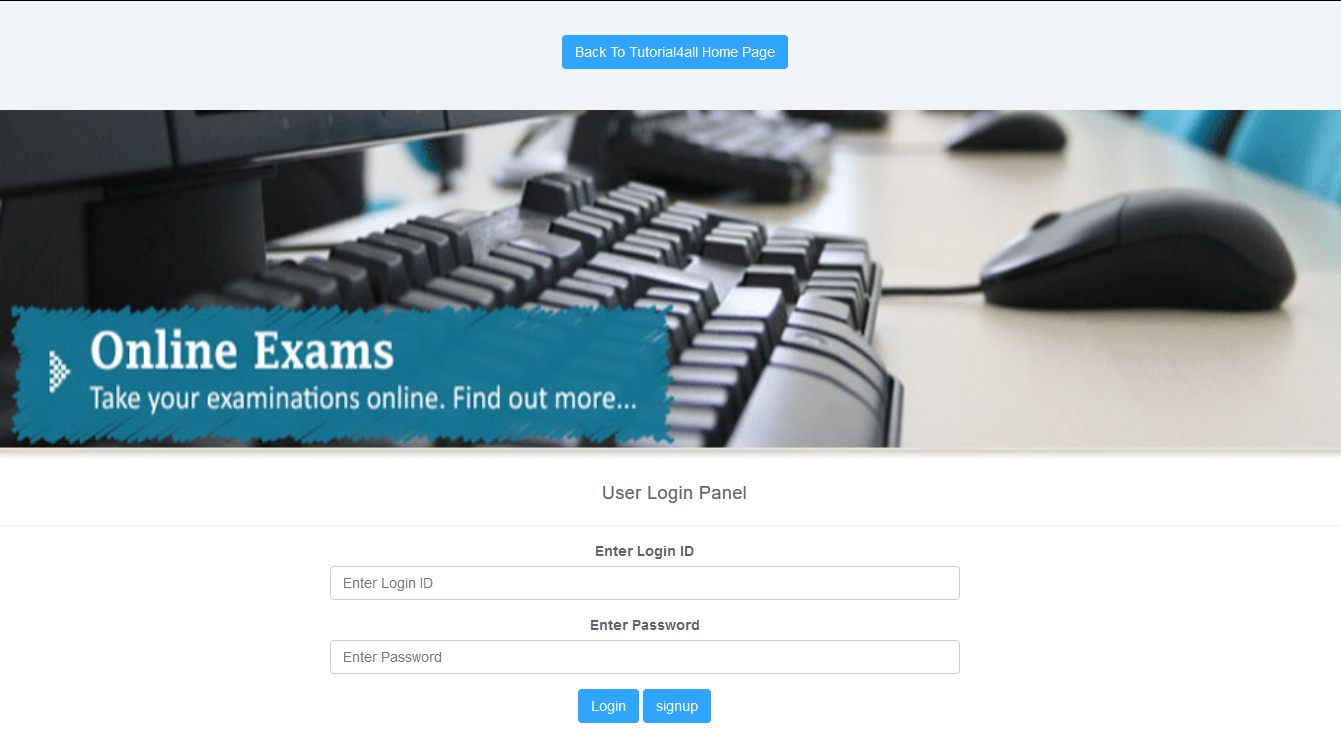 Back To Tutorial4all Home Page
Online Exams
Take your examinations online. Find out more...
User Login Panel
Enter Login ID
Enter Login ID
Enter Password
Enter Password
Login signup